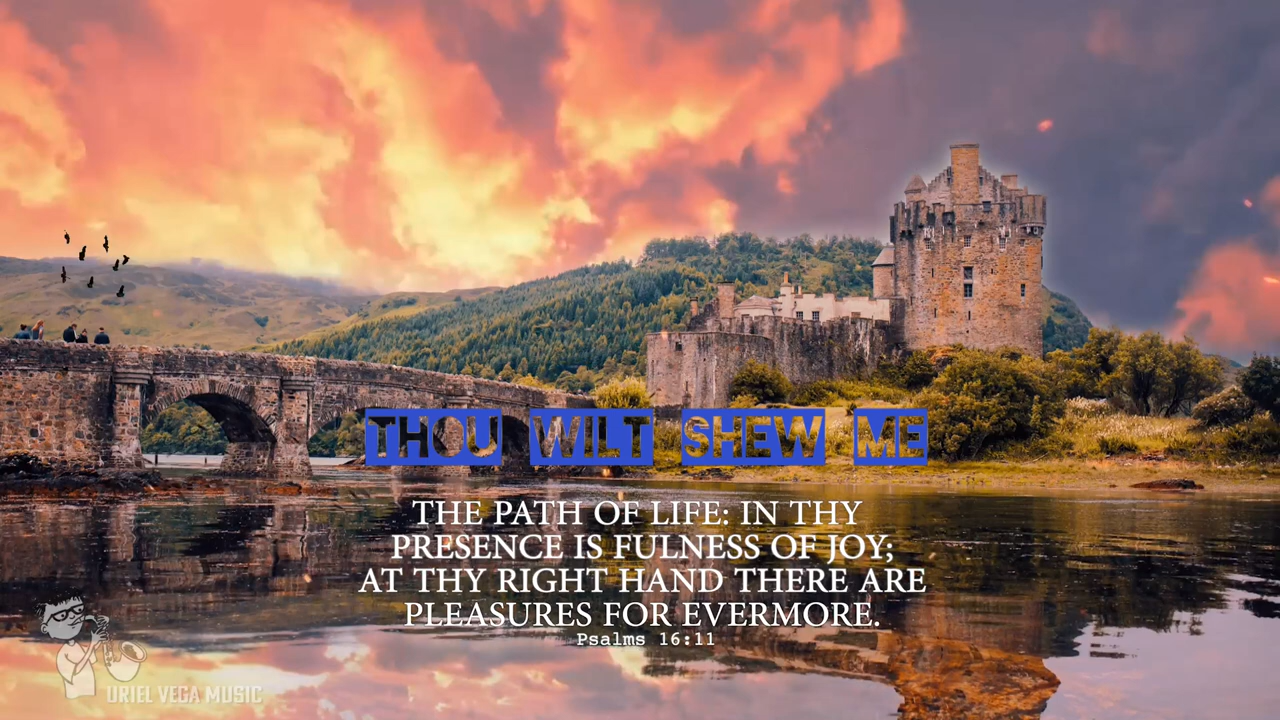 THOU WILT SHEW ME
THE PATH OF LIFE: IN THY
PRESENCE IS FULNESS OF JOY;
AT THY RIGHT HAND THERE ARE
PLEASURES FOR EVERMORE.
Psalms 16:11
URIEL VEGA MUSIC